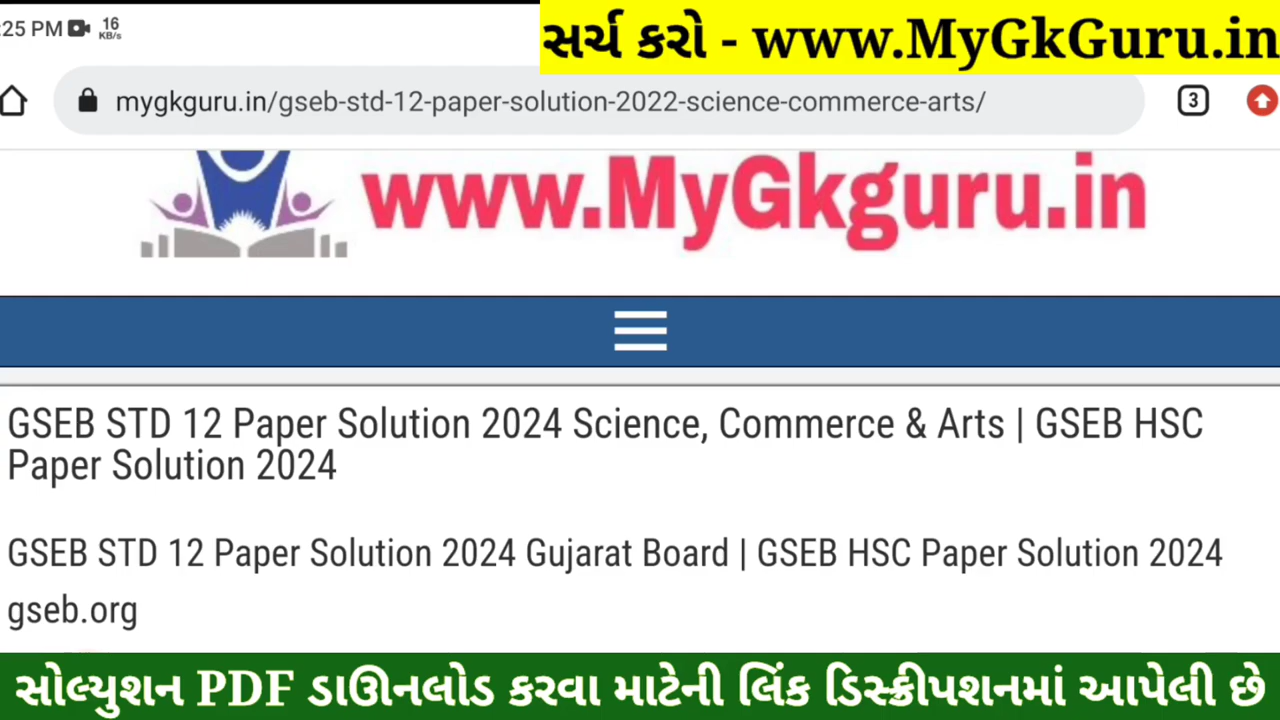 :25 PM 16 KB/s
સર્ચ કરો - www.MyGkGuru.in
mygkguru.in/gseb-std-12-paper-solution-2022-science-commerce-arts/
3
www.MyGkguru.in
GSEB STD 12 Paper Solution 2024 Science, Commerce & Arts | GSEB HSC
Paper Solution 2024
GSEB STD 12 Paper Solution 2024 Gujarat Board | GSEB HSC Paper Solution 2024
gseb.org
સોલ્યુશન PDF ડાઊનલોડ કરવા માટેની લિંક ડિસ્ક્રીપશનમાં આપેલી છે